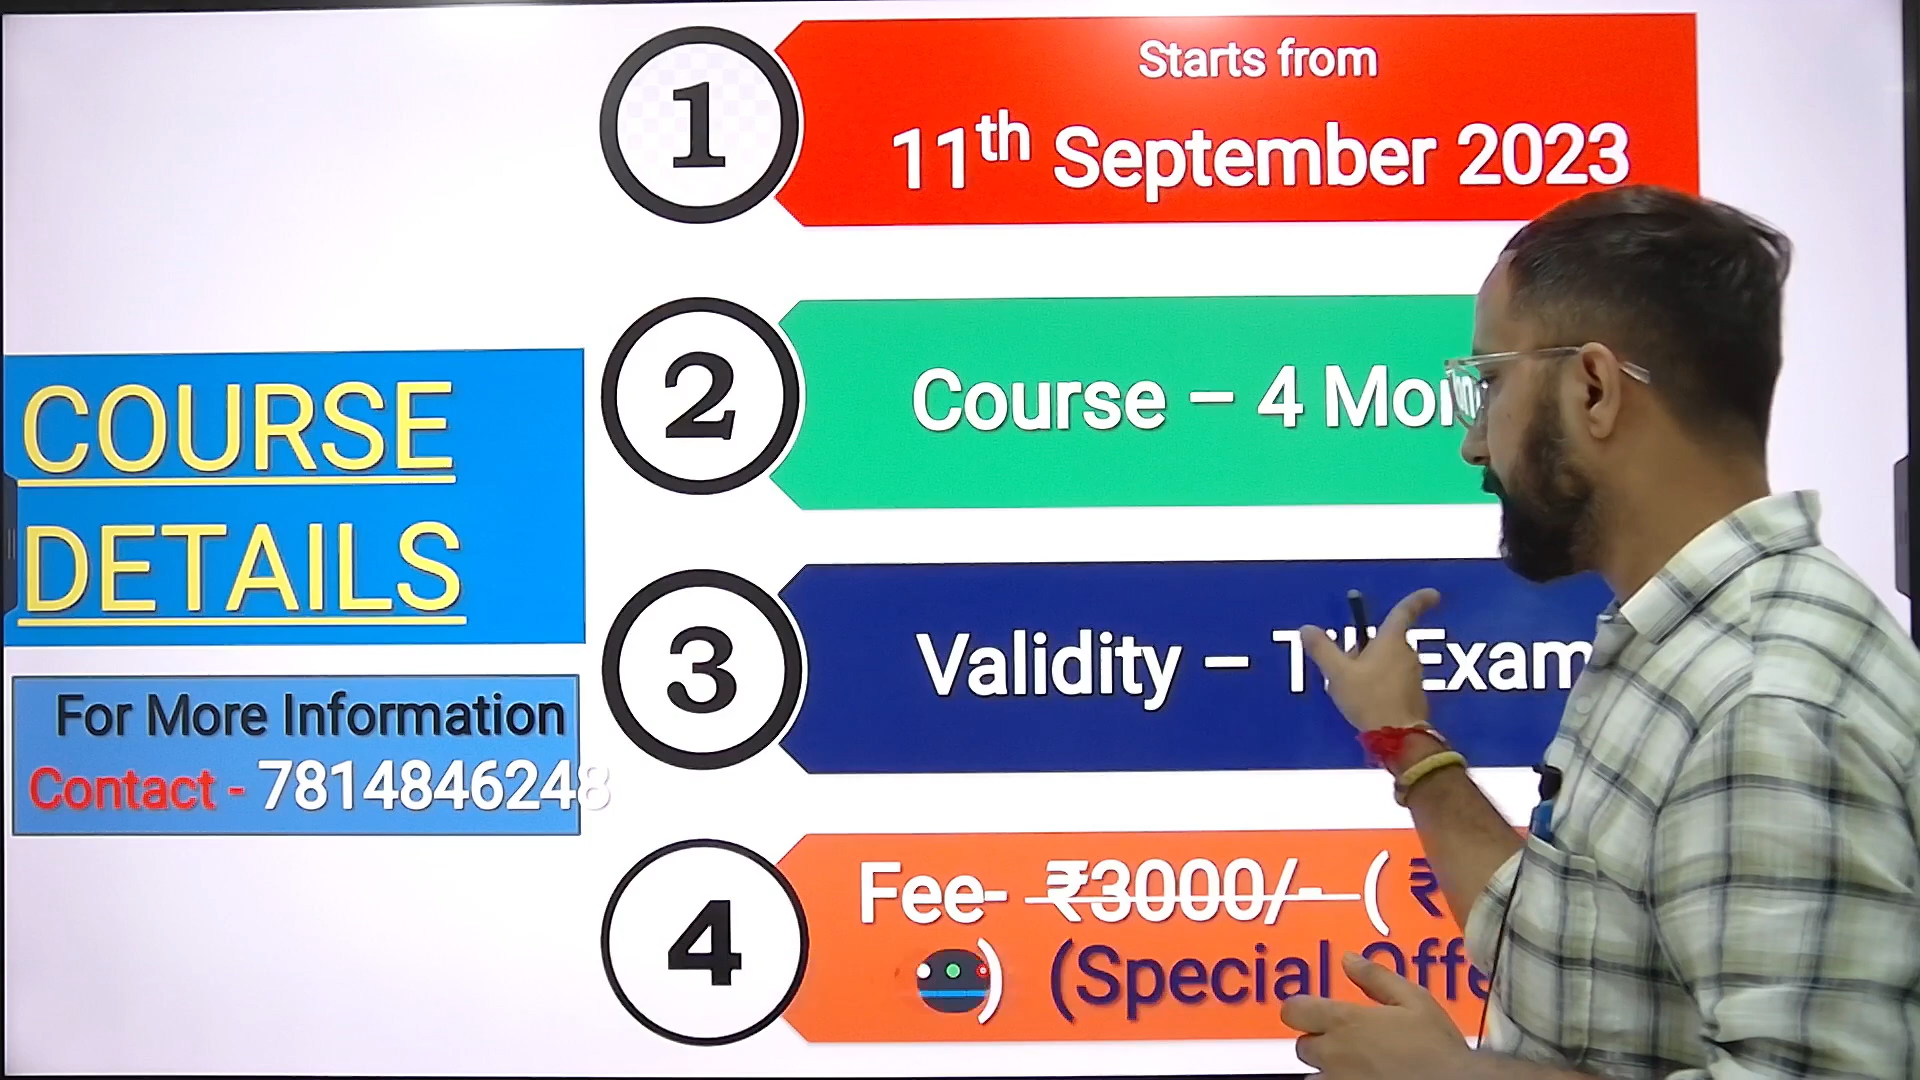 1
Starts from
11th September 2023
2
Course – 4
COURSE
DETAILS
3
Validity – Exam
For More Information
Contact - 7814846248
4
Fee- ₹3000/- ( ₹
) (Special